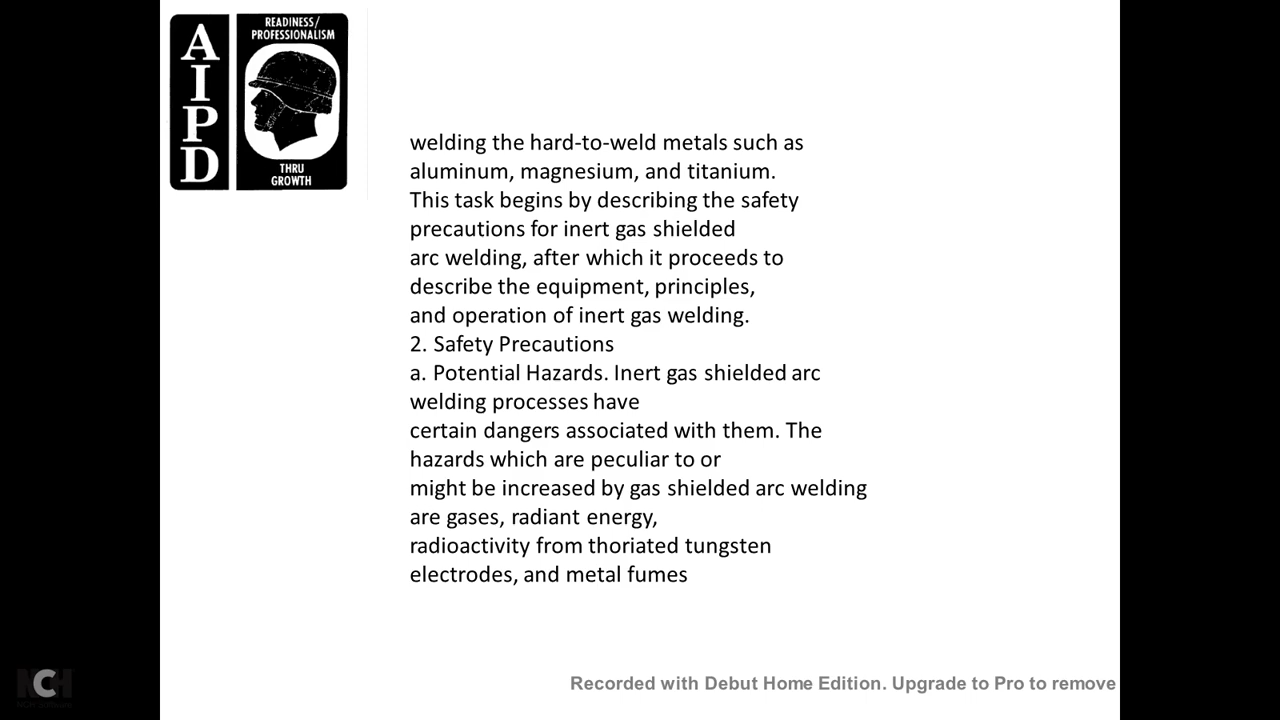 AIPD
READINESS/
PROFESSIONALISM
THRU
GROWTH
welding the hard-to-weld metals such as
aluminum, magnesium, and titanium.
This task begins by describing the safety
precautions for inert gas shielded
arc welding, after which it proceeds to
describe the equipment, principles,
and operation of inert gas welding.
2. Safety Precautions
a. Potential Hazards. Inert gas shielded arc
welding processes have
certain dangers associated with them. The
hazards which are peculiar to or
might be increased by gas shielded arc welding
are gases, radiant energy,
radioactivity from thoriated tungsten
electrodes, and metal fumes
NCH
Recorded with Debut Home Edition. Upgrade to Pro to remove